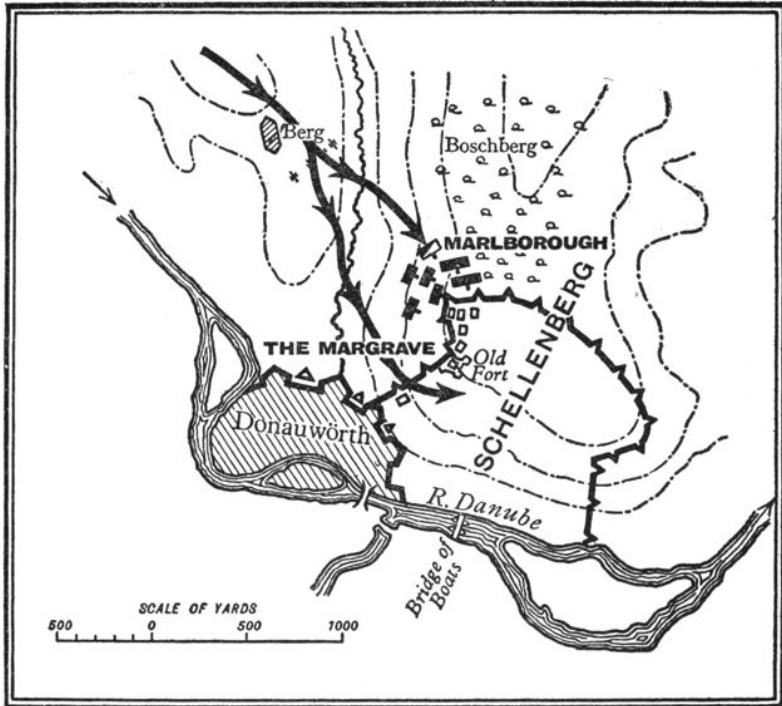 Berg
Boschberg
MARLBOROUGH
THE MARGRAVE
Old
Fort
SCHELLENBERG
Donauwörth
R. Danube
Bridge of
Boats
SCALE OF YARDS
500 0 500 1000